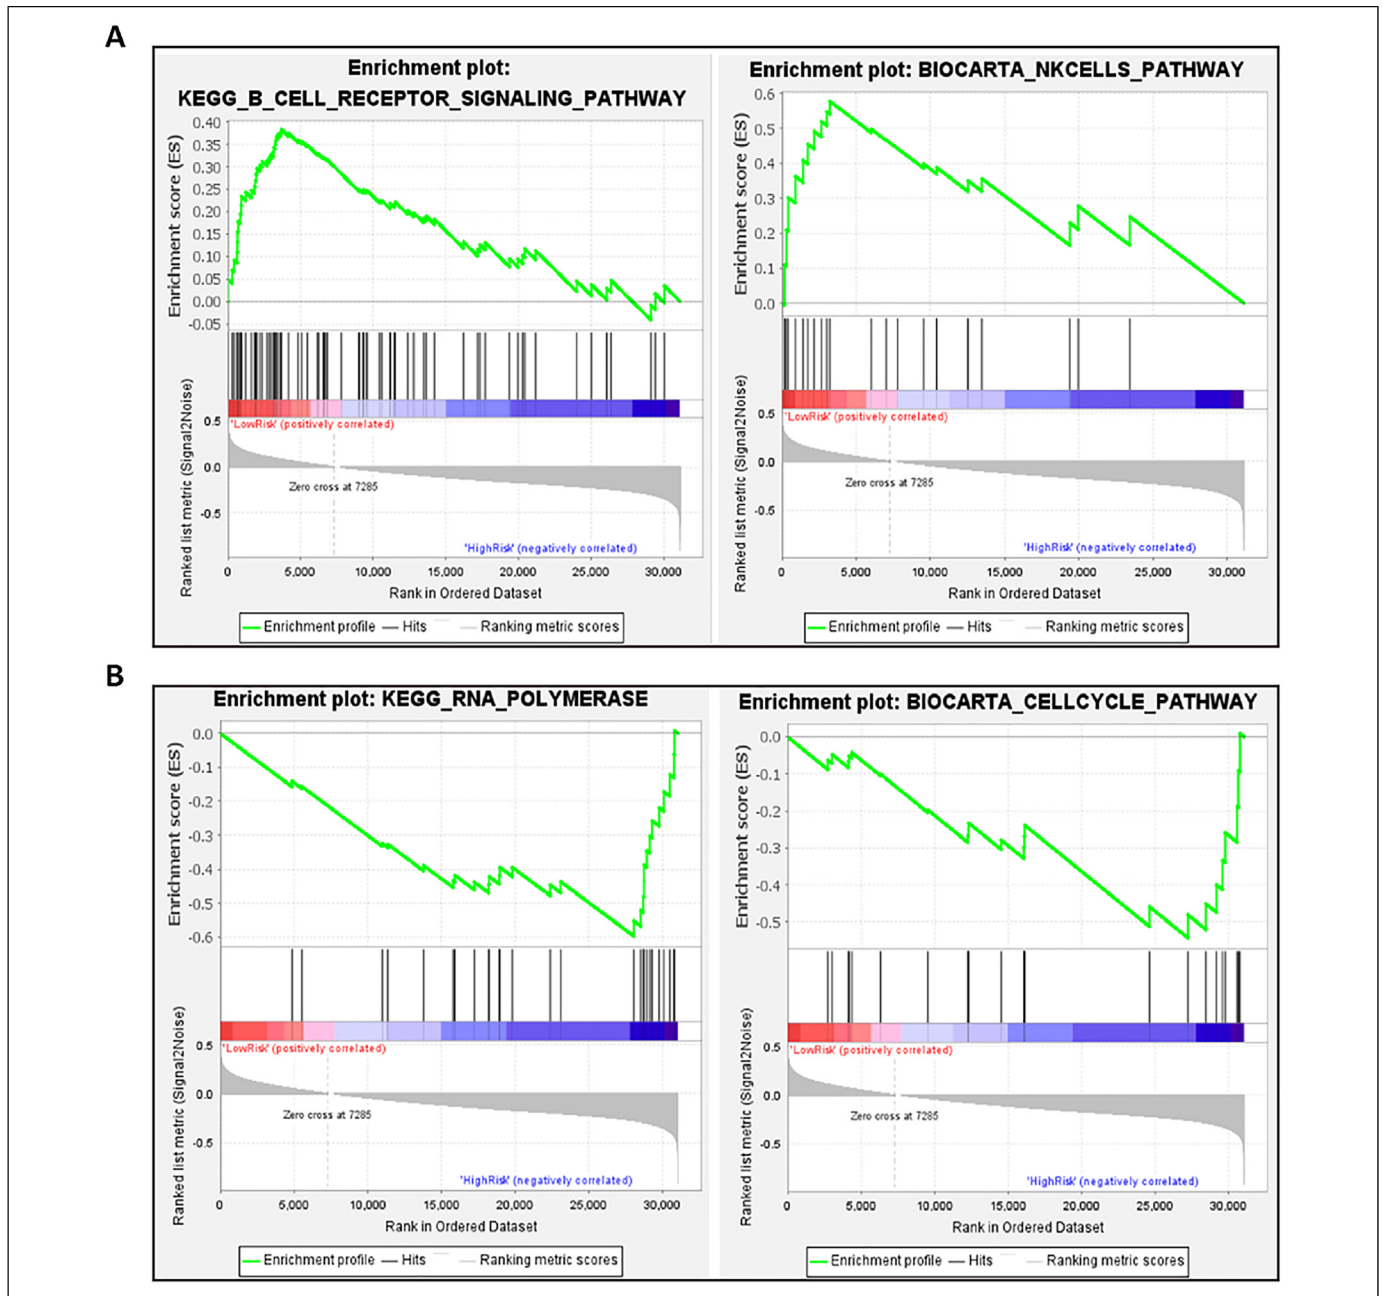 A
Enrichment plot:
KEGG_B_CELL_RECEPTOR_SIGNALING_PATHWAY
Enrichment score (ES)
0.40
0.35
0.30
0.25
0.20
0.15
0.10
0.05
0.00
-0.05
Ranked list metric (Signal2Noise)
0.5
0.0
-0.5
'LowRisk' (positively correlated)
Zero cross at 7285
'HighRisk' (negatively correlated)
0 5,000 10,000 15,000 20,000 25,000 30,000
Rank in Ordered Dataset
Enrichment profile Hits Ranking metric scores
Enrichment plot: BIOCARTA_NKCELLS_PATHWAY
Enrichment score (ES)
0.6
0.5
0.4
0.3
0.2
0.1
0.0
Ranked list metric (Signal2Noise)
0.5
0.0
-0.5
'LowRisk' (positively correlated)
Zero cross at 7285
'HighRisk' (negatively correlated)
0 5,000 10,000 15,000 20,000 25,000 30,000
Rank in Ordered Dataset
Enrichment profile Hits Ranking metric scores
B
Enrichment plot: KEGG_RNA_POLYMERASE
Enrichment score (ES)
0.0
-0.1
-0.2
-0.3
-0.4
-0.5
-0.6
Ranked list metric (Signal2Noise)
0.5
0.0
-0.5
'LowRisk' (positively correlated)
Zero cross at 7285
'HighRisk' (negatively correlated)
0 5,000 10,000 15,000 20,000 25,000 30,000
Rank in Ordered Dataset
Enrichment profile Hits Ranking metric scores
Enrichment plot: BIOCARTA_CELLCYCLE_PATHWAY
Enrichment score (ES)
0.0
-0.1
-0.2
-0.3
-0.4
-0.5
Ranked list metric (Signal2Noise)
0.5
0.0
-0.5
'LowRisk' (positively correlated)
Zero cross at 7285
'HighRisk' (negatively correlated)
0 5,000 10,000 15,000 20,000 25,000 30,000
Rank in Ordered Dataset
Enrichment profile Hits Ranking metric scores